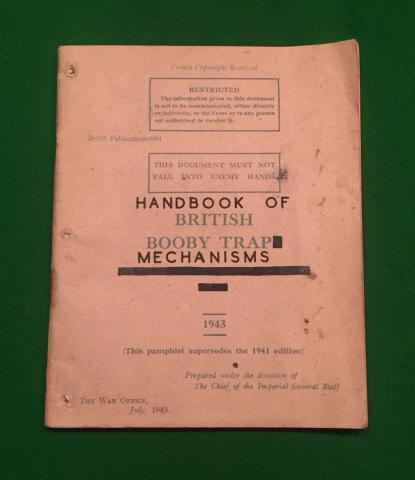 Crown Copyright Reserved
RESTRICTED
The information given in this document
is not to be communicated, either directly
or indirectly, to the Press or to any person
not authorised to receive it.
26/GS Publications/984
THIS DOCUMENT MUST NOT
FALL INTO ENEMY HANDS
HANDBOOK OF
BRITISH
BOOBY TRAP
MECHANISMS
1943
(This pamphlet supersedes the 1941 edition)
Prepared under the direction of
The Chief of the Imperial General Staff
THE WAR OFFICE,
July, 1943.